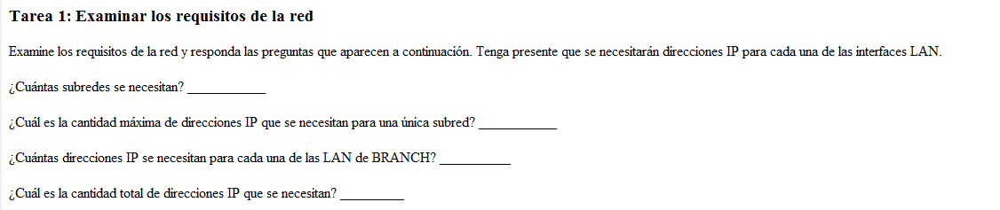 Tarea 1: Examinar los requisitos de la red
Examine los requisitos de la red y responda las preguntas que aparecen a continuación. Tenga presente que se necesitarán direcciones IP para cada una de las interfaces LAN.
¿Cuántas subredes se necesitan? ____________
¿Cuál es la cantidad máxima de direcciones IP que se necesitan para una única subred? ____________
¿Cuántas direcciones IP se necesitan para cada una de las LAN de BRANCH? ___________
¿Cuál es la cantidad total de direcciones IP que se necesitan? __________